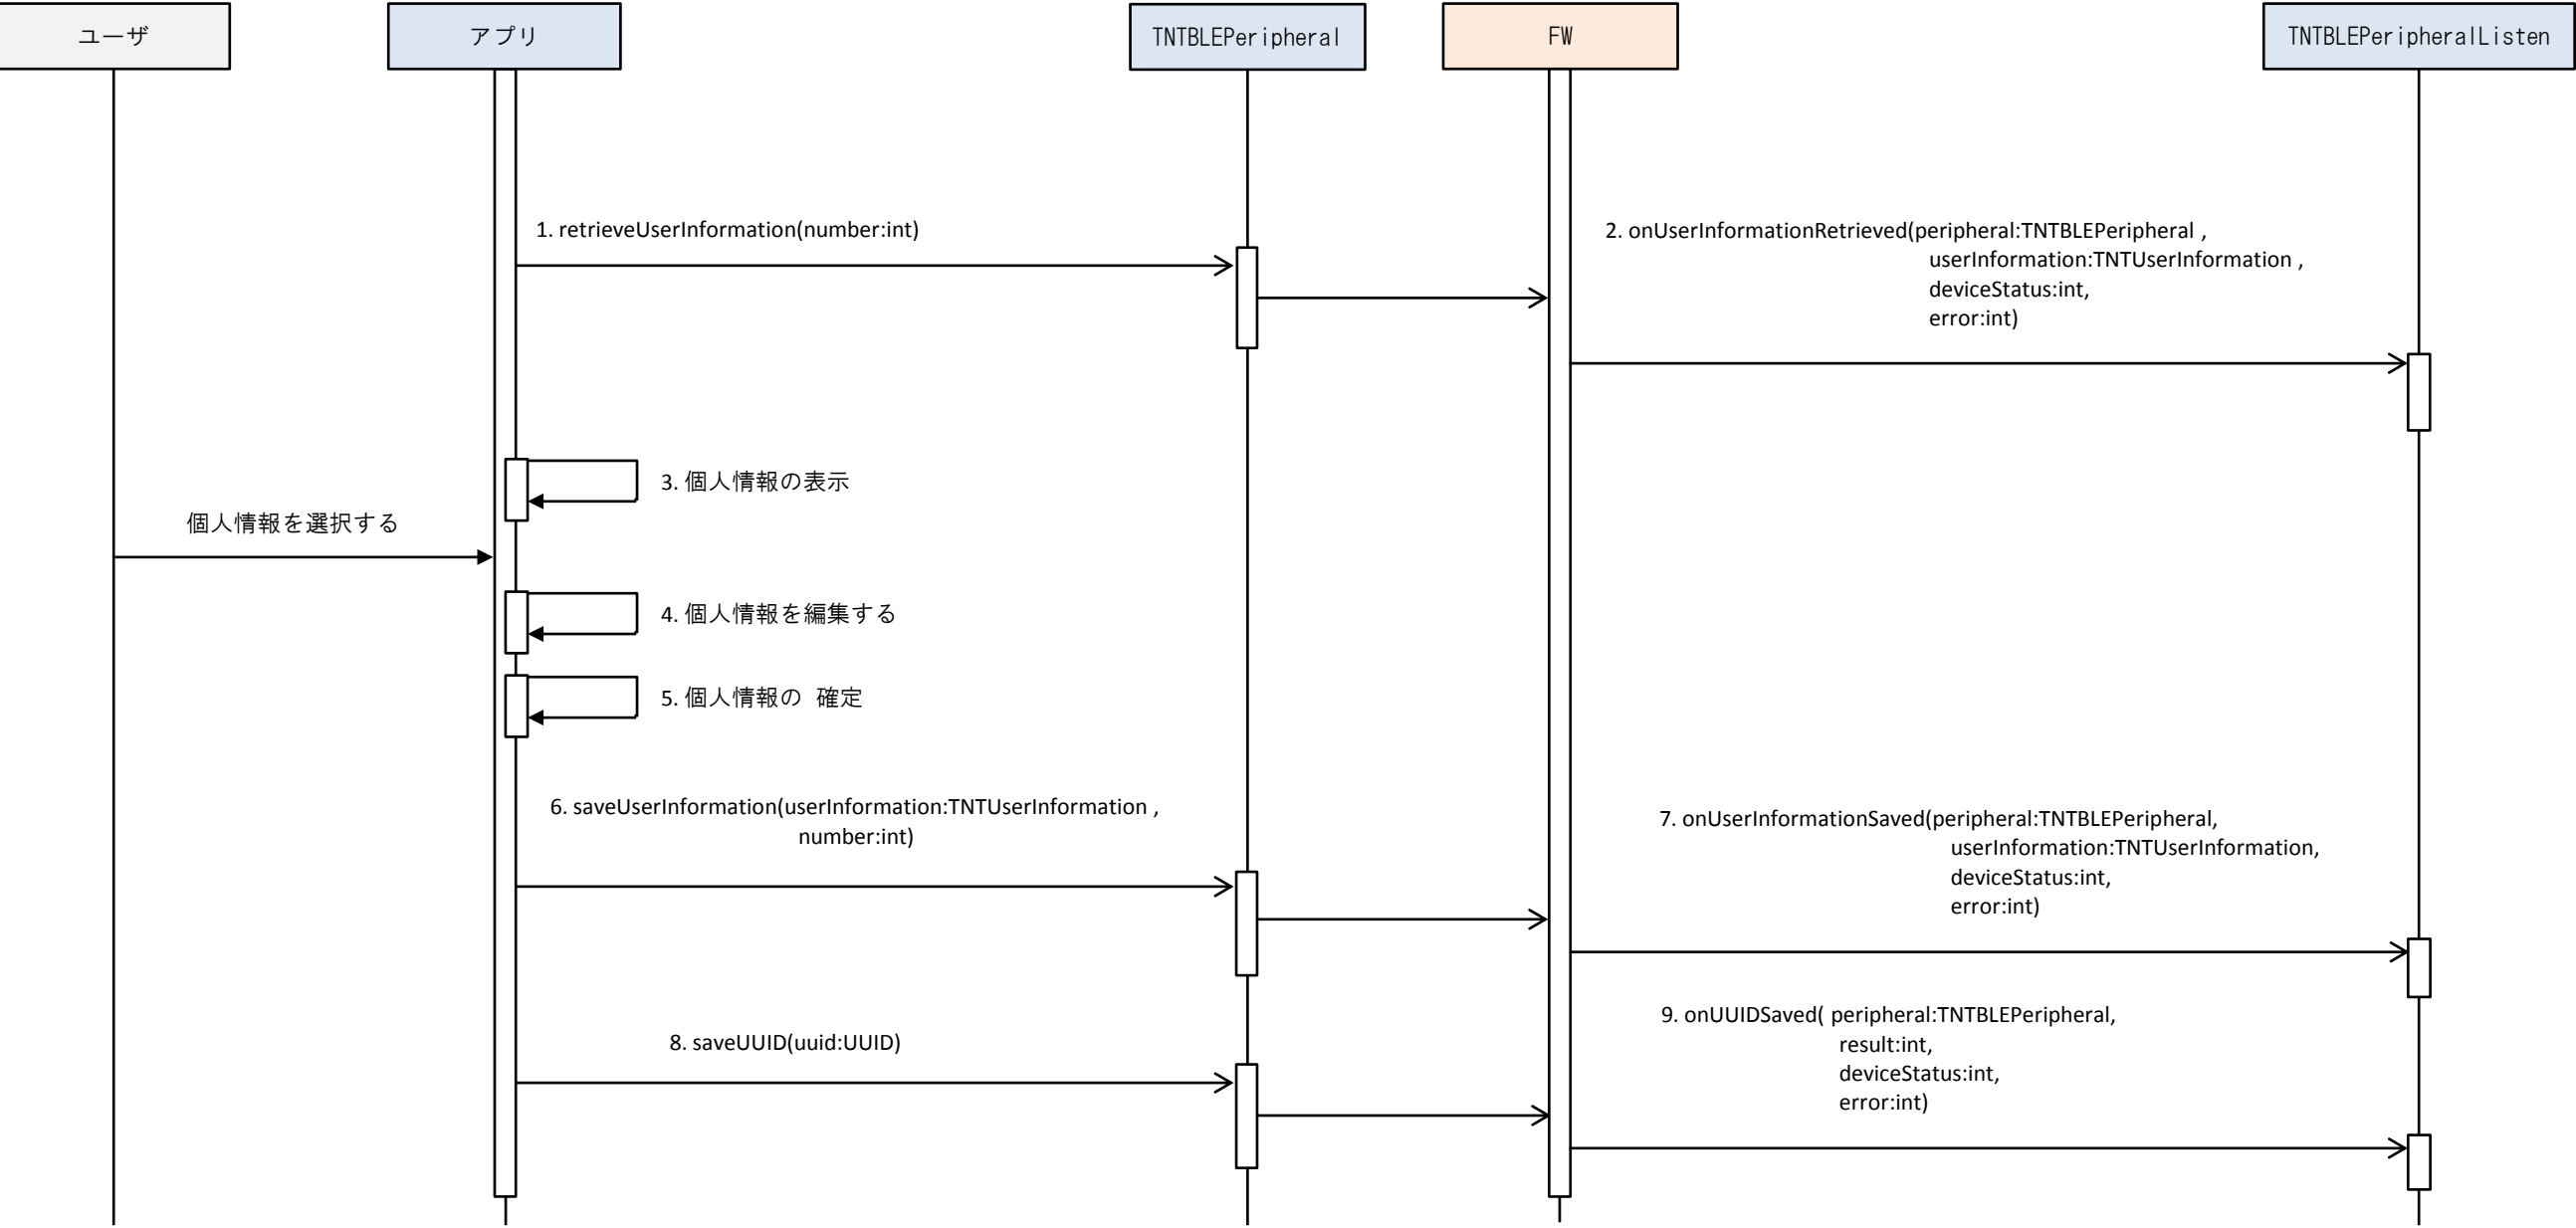 ユーザ
アプリ
TNTBLEPeripheral
FW
TNTBLEPeripheralListen
1. retrieveUserInformation(number:int)
2. onUserInformationRetrieved(peripheral:TNTBLEPeripheral ,
userInformation:TNTUserInformation ,
deviceStatus:int,
error:int)
3. 個人情報の表示
個人情報を選択する
4. 個人情報を編集する
5. 個人情報の 確定
6. saveUserInformation(userInformation:TNTUserInformation ,
number:int)
7. onUserInformationSaved(peripheral:TNTBLEPeripheral,
userInformation:TNTUserInformation,
deviceStatus:int,
error:int)
8. saveUUID(uuid:UUID)
9. onUUIDSaved( peripheral:TNTBLEPeripheral,
result:int,
deviceStatus:int,
error:int)